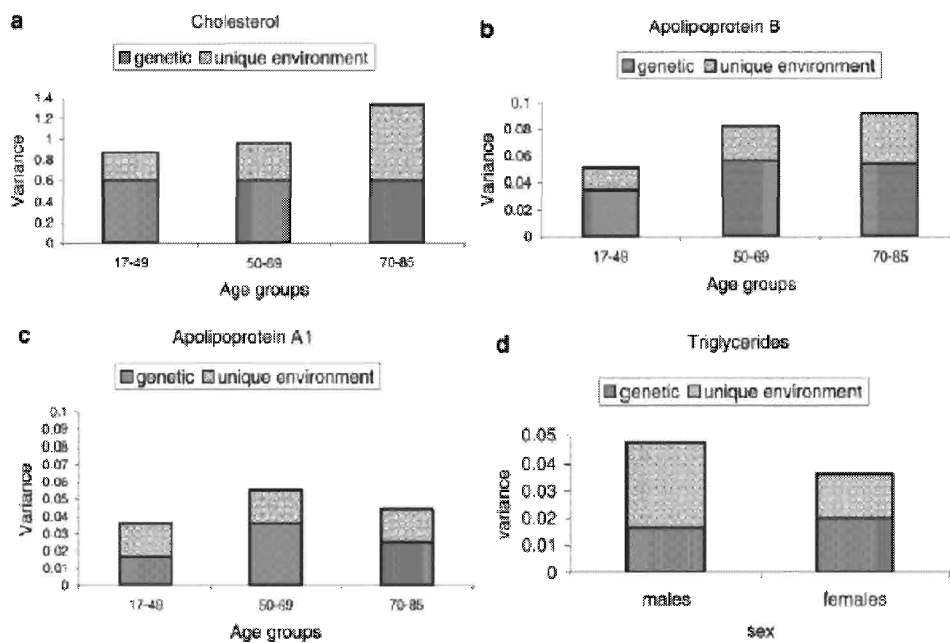 a
Cholesterol
genetic unique environment
Variance
1.4
1.2
1
0.8
0.6
0.4
0.2
0
17-49 50-69 70-85
Age groups
b
Apolipoprotein B
genetic unique environment
Variance
0.1
0.08
0.06
0.04
0.02
0
17-49 50-69 70-85
Age groups
c
Apolipoprotein A1
genetic unique environment
Variance
0.1
0.09
0.08
0.07
0.06
0.05
0.04
0.03
0.02
0.01
0
17-49 50-69 70-85
Age groups
d
Triglycerides
genetic unique environment
variance
0.05
0.04
0.03
0.02
0.01
0
males females
sex